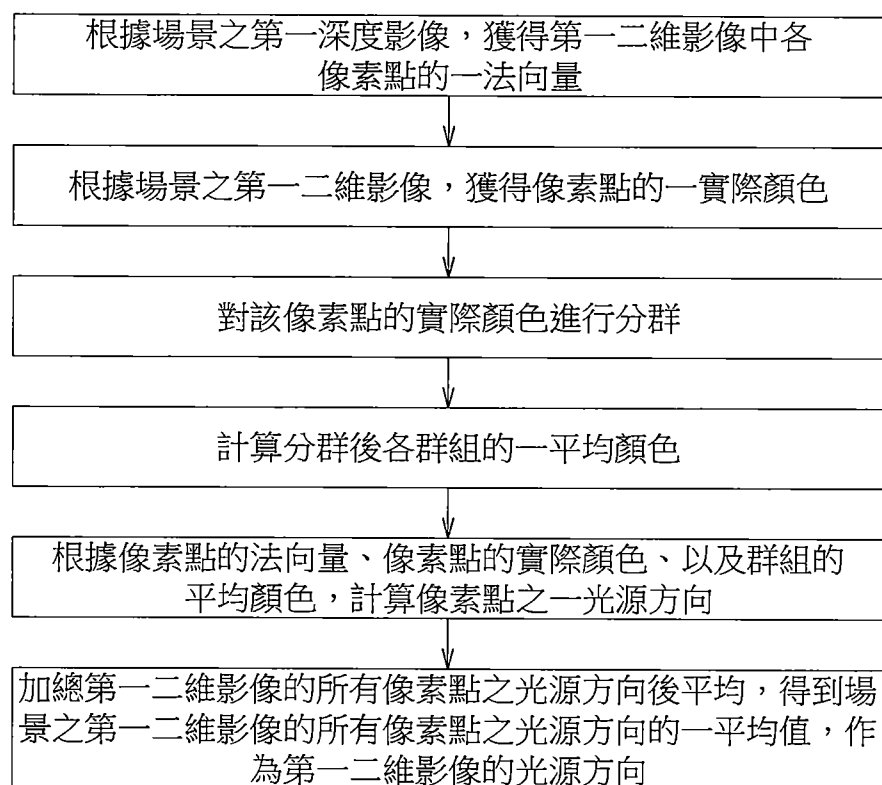 根據場景之第一深度影像，獲得第一二維影像中各
像素點的一法向量
根據場景之第一二維影像，獲得像素點的一實際顏色
對該像素點的實際顏色進行分群
計算分群後各群組的一平均顏色
根據像素點的法向量、像素點的實際顏色、以及群組的
平均顏色，計算像素點之一光源方向
加總第一二維影像的所有像素點之光源方向後平均，得到場
景之第一二維影像的所有像素點之光源方向的一平均值，作
為第一二維影像的光源方向